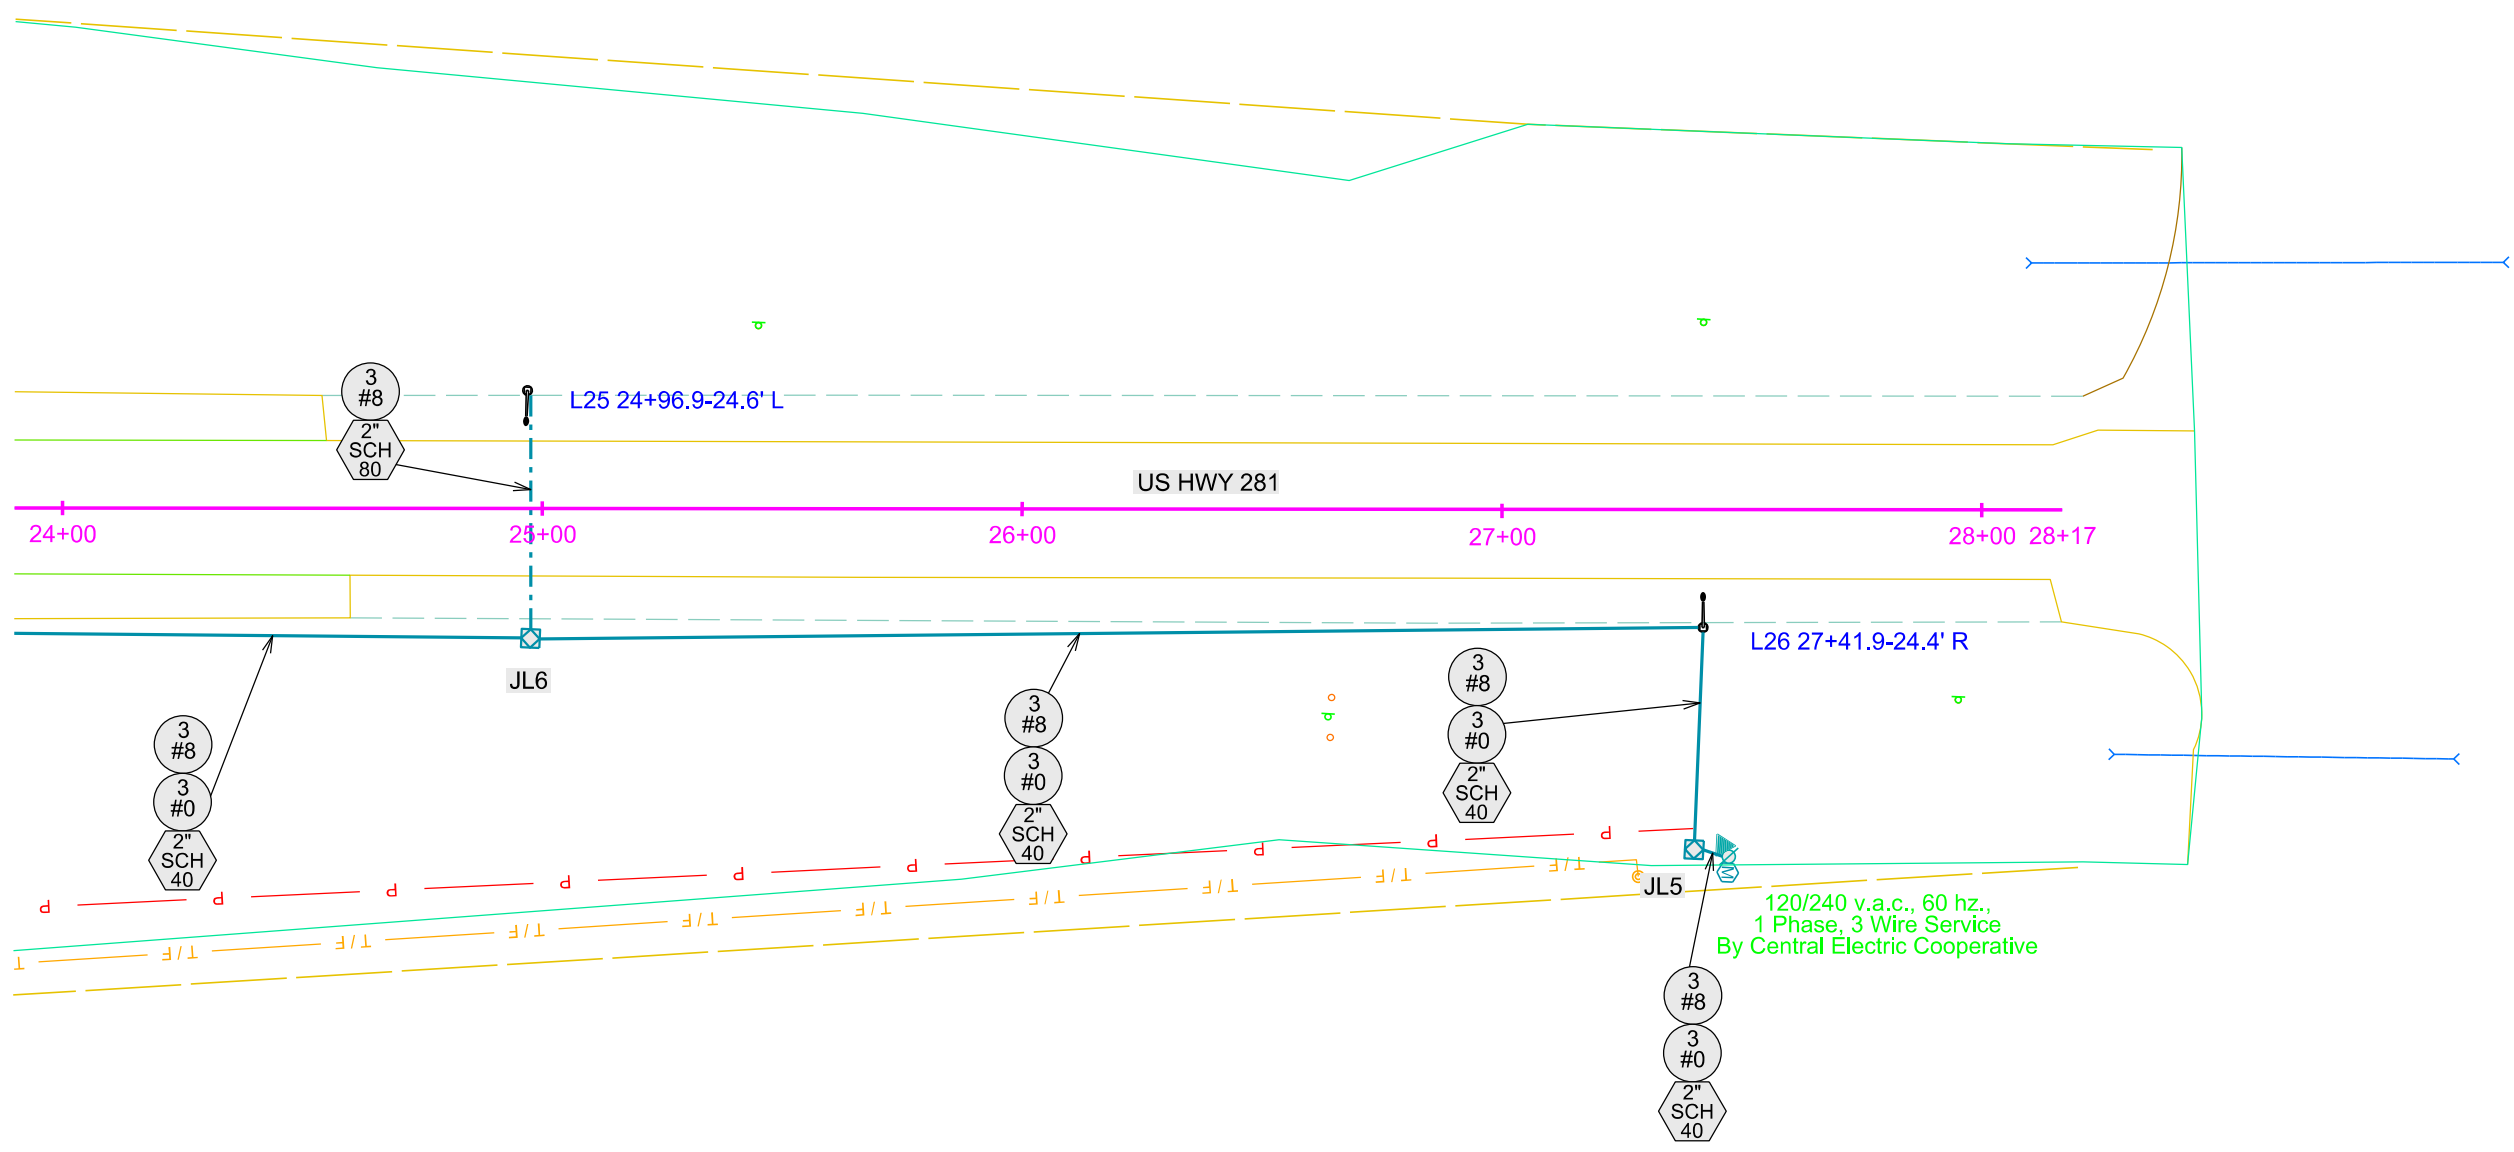 3
#8
2"
SCH
80
L25 24+96.9-24.6' L
US HWY 281
24+00
25+00
26+00
27+00
28+00
28+17
L26 27+41.9-24.4' R
JL6
3
#8
3
#0
2"
SCH
40
3
#8
3
#0
2"
SCH
40
3
#8
3
#0
2"
SCH
40
P P P P P P P P P P
T T/F T/F T/F T/F T/F T/F T/F T/F T/F
M
JL5
120/240 v.a.c., 60 hz.,
1 Phase, 3 Wire Service
By Central Electric Cooperative
3
#8
3
#0
2"
SCH
40